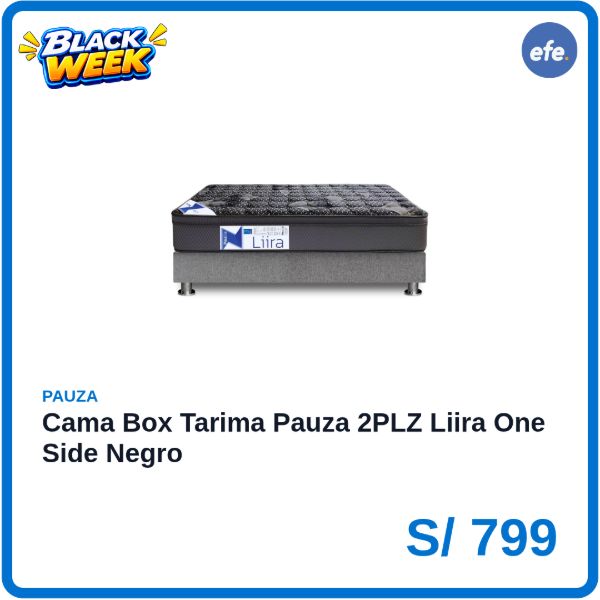 BLACK
WEEK
efe.
Liira
PAUZA
Cama Box Tarima Pauza 2PLZ Liira One
Side Negro
S/ 799